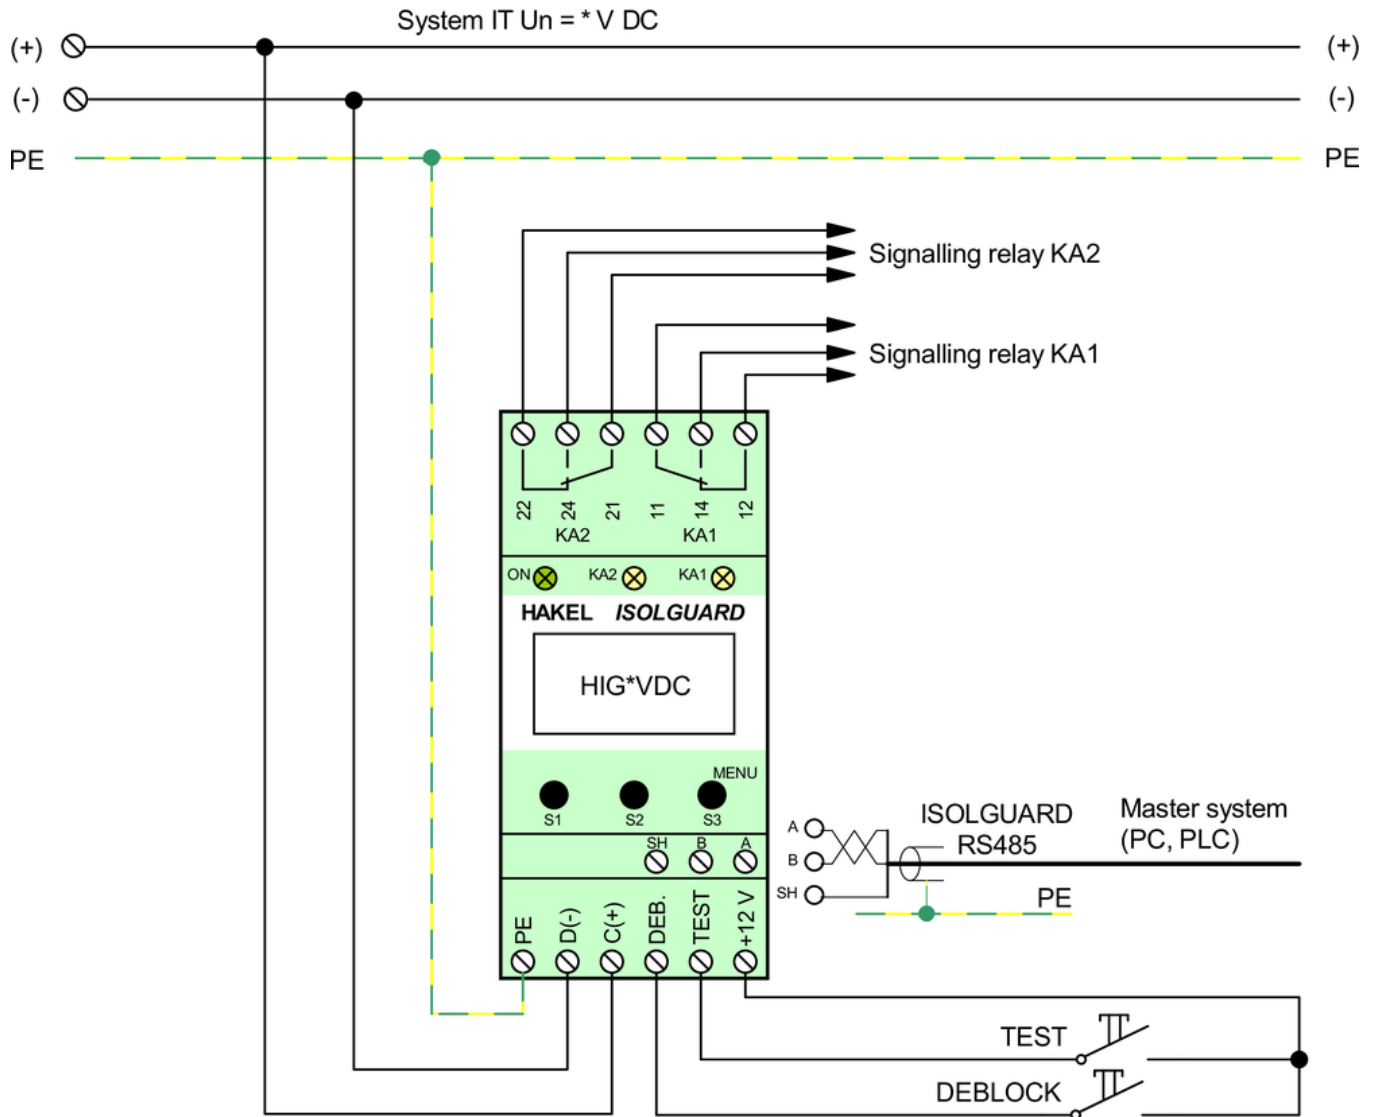 System IT Un = * V DC
(+) (+)
(-) (-)
PE PE
Signalling relay KA2
Signalling relay KA1
22 24 21 11 14 12
KA2 KA1
ON KA2 KA1
HAKEL ISOLGUARD
HIG*VDC
MENU
S1 S2 S3
SH B A
PE D(-) C(+) DEB. TEST +12 V
A
B
SH
ISOLGUARD
RS485
Master system
(PC, PLC)
PE
TEST
DEBLOCK